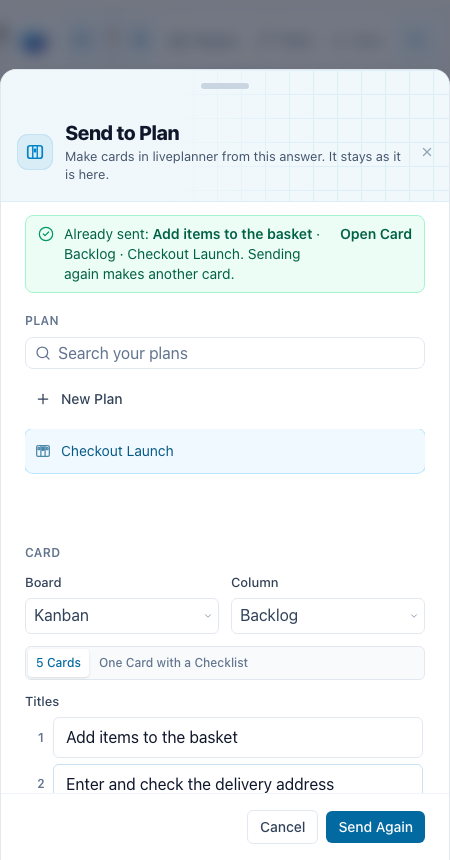 Send to Plan
Make cards in liveplanner from this answer. It stays as it
is here.
Already sent: Add items to the basket ·
Backlog · Checkout Launch. Sending
again makes another card.
Open Card
PLAN
Search your plans
New Plan
Checkout Launch
CARD
Board
Column
Kanban
Backlog
5 Cards
One Card with a Checklist
Titles
1
Add items to the basket
2
Enter and check the delivery address
Cancel
Send Again